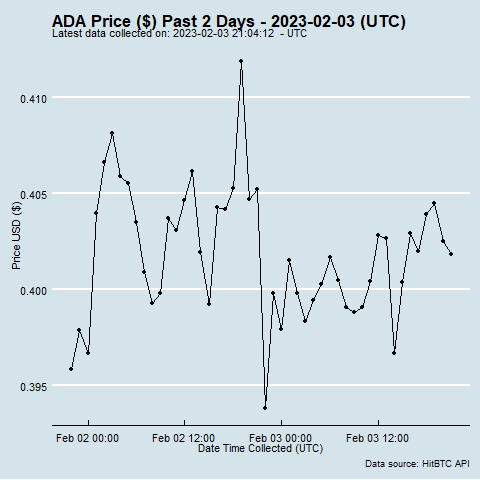 ADA Price ($) Past 2 Days - 2023-02-03 (UTC)
Latest data collected on: 2023-02-03 21:04:12  - UTC
0.410
0.405
0.400
0.395
Price USD ($)
Feb 02 00:00
Feb 02 12:00
Feb 03 00:00
Feb 03 12:00
Date Time Collected (UTC)
Data source: HitBTC API